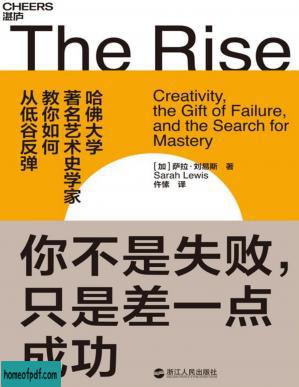 CHEERS
湛庐
The Rise
Creativity,
the Gift of Failure,
and the Search for
Mastery
哈佛大学
著名艺术史学家
教你如何
从低谷反弹
[加] 萨拉·刘易斯 著
Sarah Lewis
仵愫 译
你不是失败,
只是差一点
成功
浙江人民出版社
homeofpdf.com